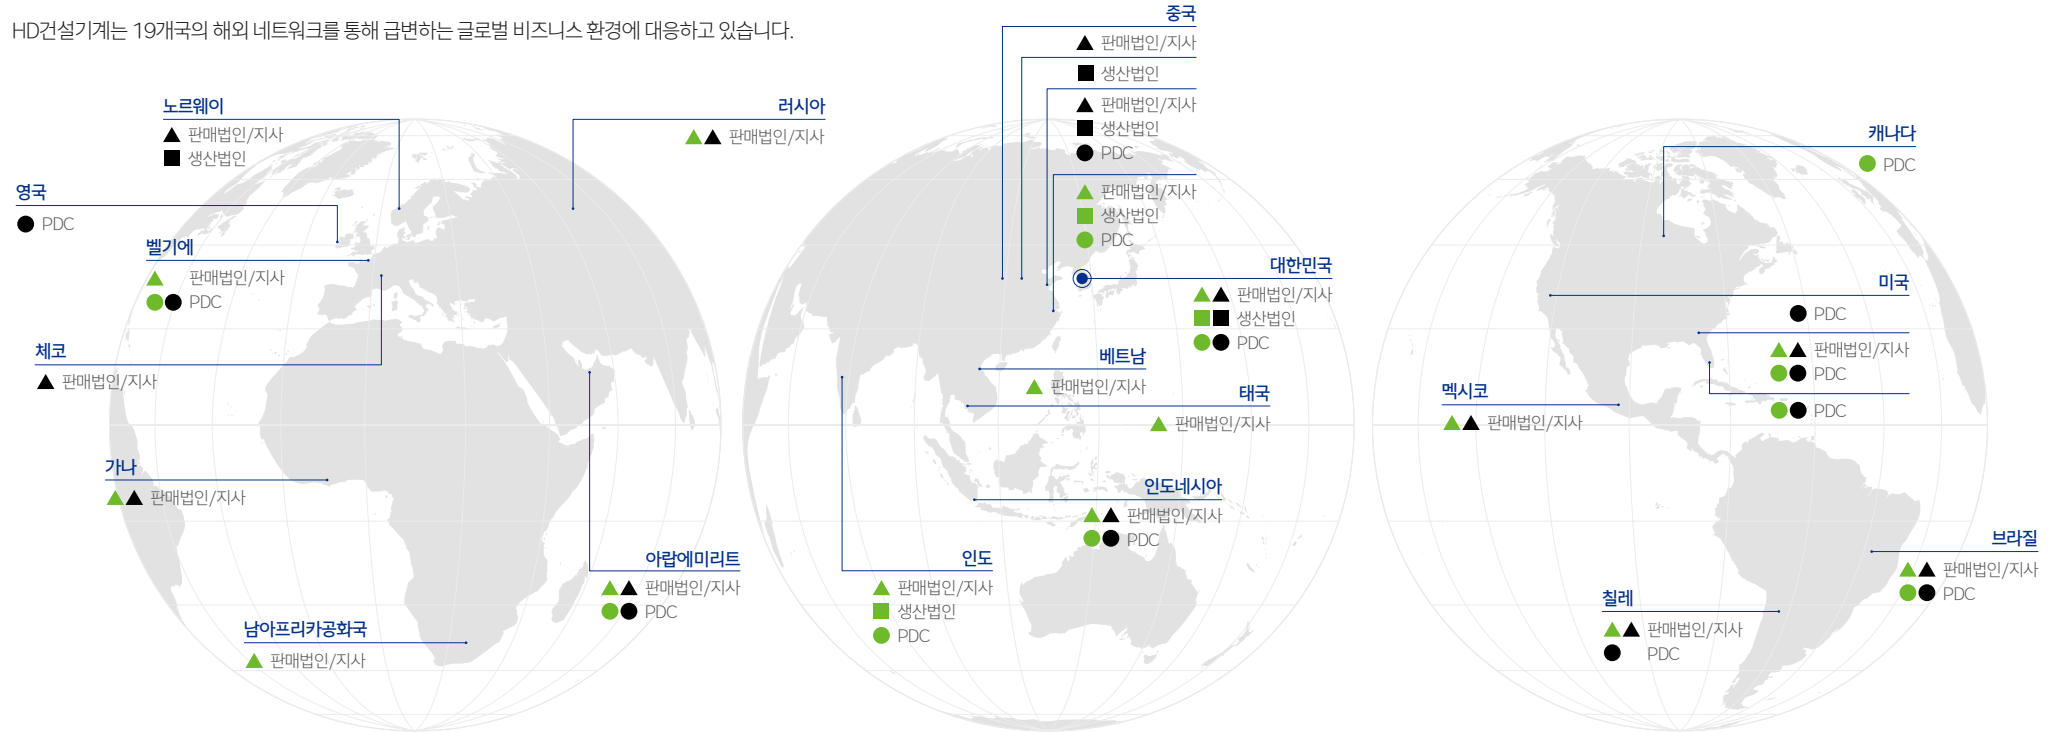 HD건설기계는 19개국의 해외 네트워크를 통해 급변하는 글로벌 비즈니스 환경에 대응하고 있습니다.
노르웨이
판매법인/지사
생산법인
러시아
판매법인/지사
영국
PDC
벨기에
판매법인/지사
PDC
체코
판매법인/지사
가나
판매법인/지사
아랍에미리트
판매법인/지사
PDC
남아프리카공화국
판매법인/지사
중국
판매법인/지사
생산법인
판매법인/지사
생산법인
PDC
판매법인/지사
생산법인
PDC
대한민국
판매법인/지사
생산법인
PDC
베트남
판매법인/지사
태국
판매법인/지사
인도네시아
판매법인/지사
PDC
인도
판매법인/지사
생산법인
PDC
캐나다
PDC
미국
PDC
판매법인/지사
PDC
PDC
멕시코
판매법인/지사
브라질
판매법인/지사
PDC
칠레
판매법인/지사
PDC